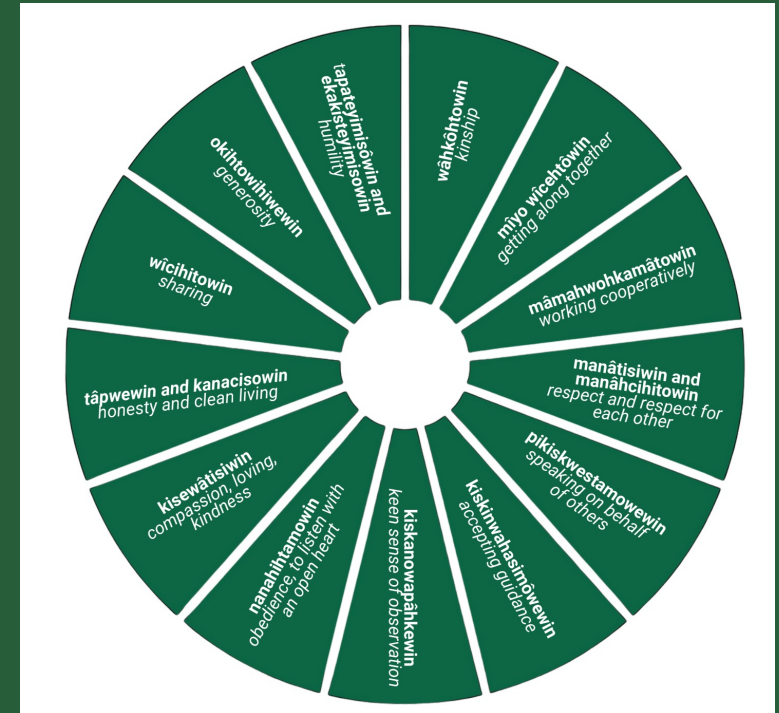 wâhkôhtowin
kinship
mîyo wîcehtôwin
getting along together
mâmahwohkamâtowin
working cooperatively
manâtisiwin and
manâhcihitowin
respect and respect for
each other
pikiskwestamowewin
speaking on behalf
of others
kiskinwahasimôwewin
accepting guidance
kiskanowapâhkewin
keen sense of observation
nanahihtamowin
obedience, to listen with
an open heart
kisewâtisiwin
compassion, loving,
kindness
tâpwewin and kanacisowin
honesty and clean living
wîcihitowin
sharing
okihtowihiwewin
generosity
tapateyimisôwin and
ekakisteyimisowin
humility